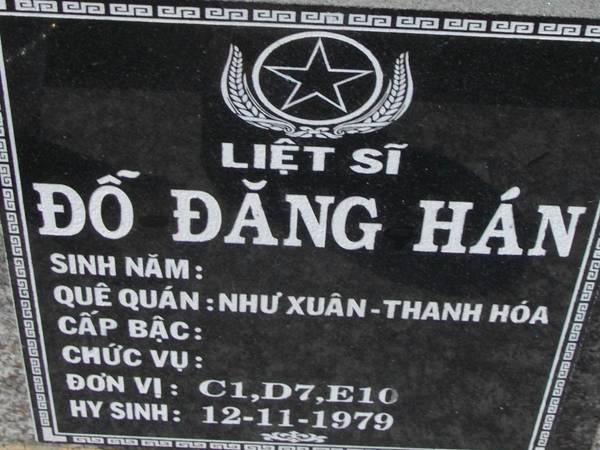 LIỆT SĨ
ĐỖ ĐĂNG HÁN
SINH NĂM:
QUÊ QUÁN: NHƯ XUÂN-THANH HÓA
CẤP BẬC:
CHỨC VỤ:
ĐƠN VỊ: C1,D7,E10
HY SINH: 12-11-1979